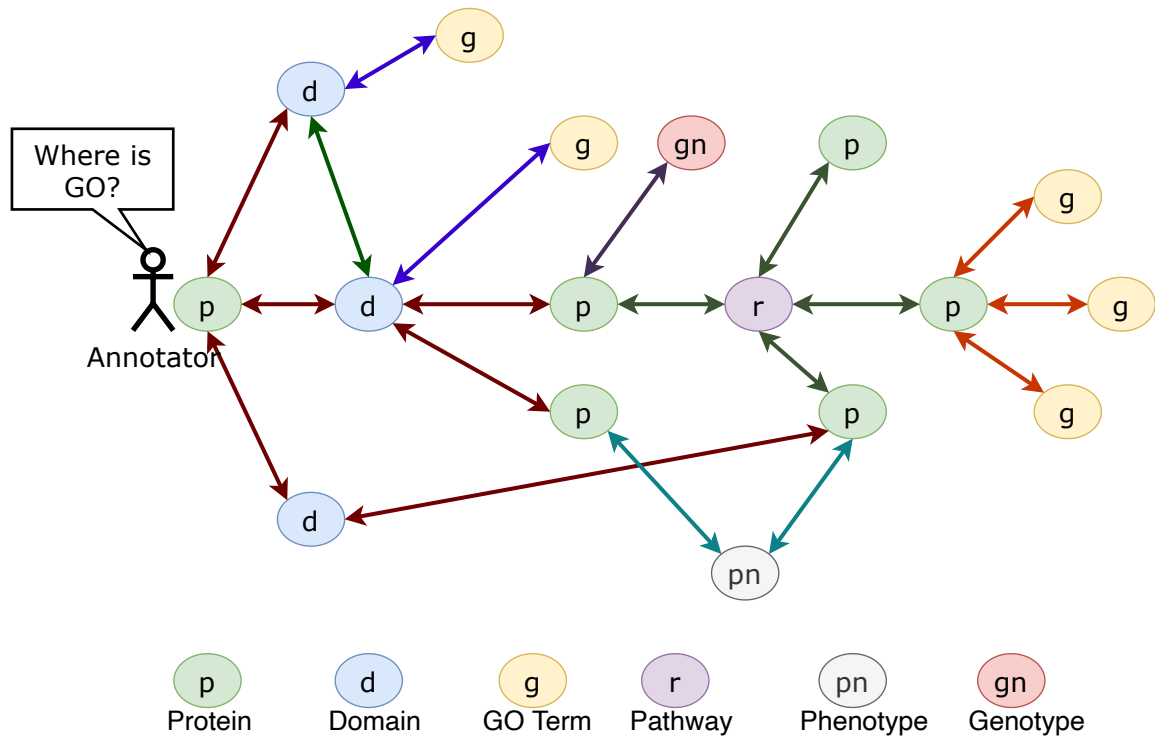 g
d
Where is
GO?
g
gn
p
g
p
d
p
r
p
g
Annotator
p
p
g
d
pn
p
d
g
r
pn
gn
Protein
Domain
GO Term
Pathway
Phenotype
Genotype